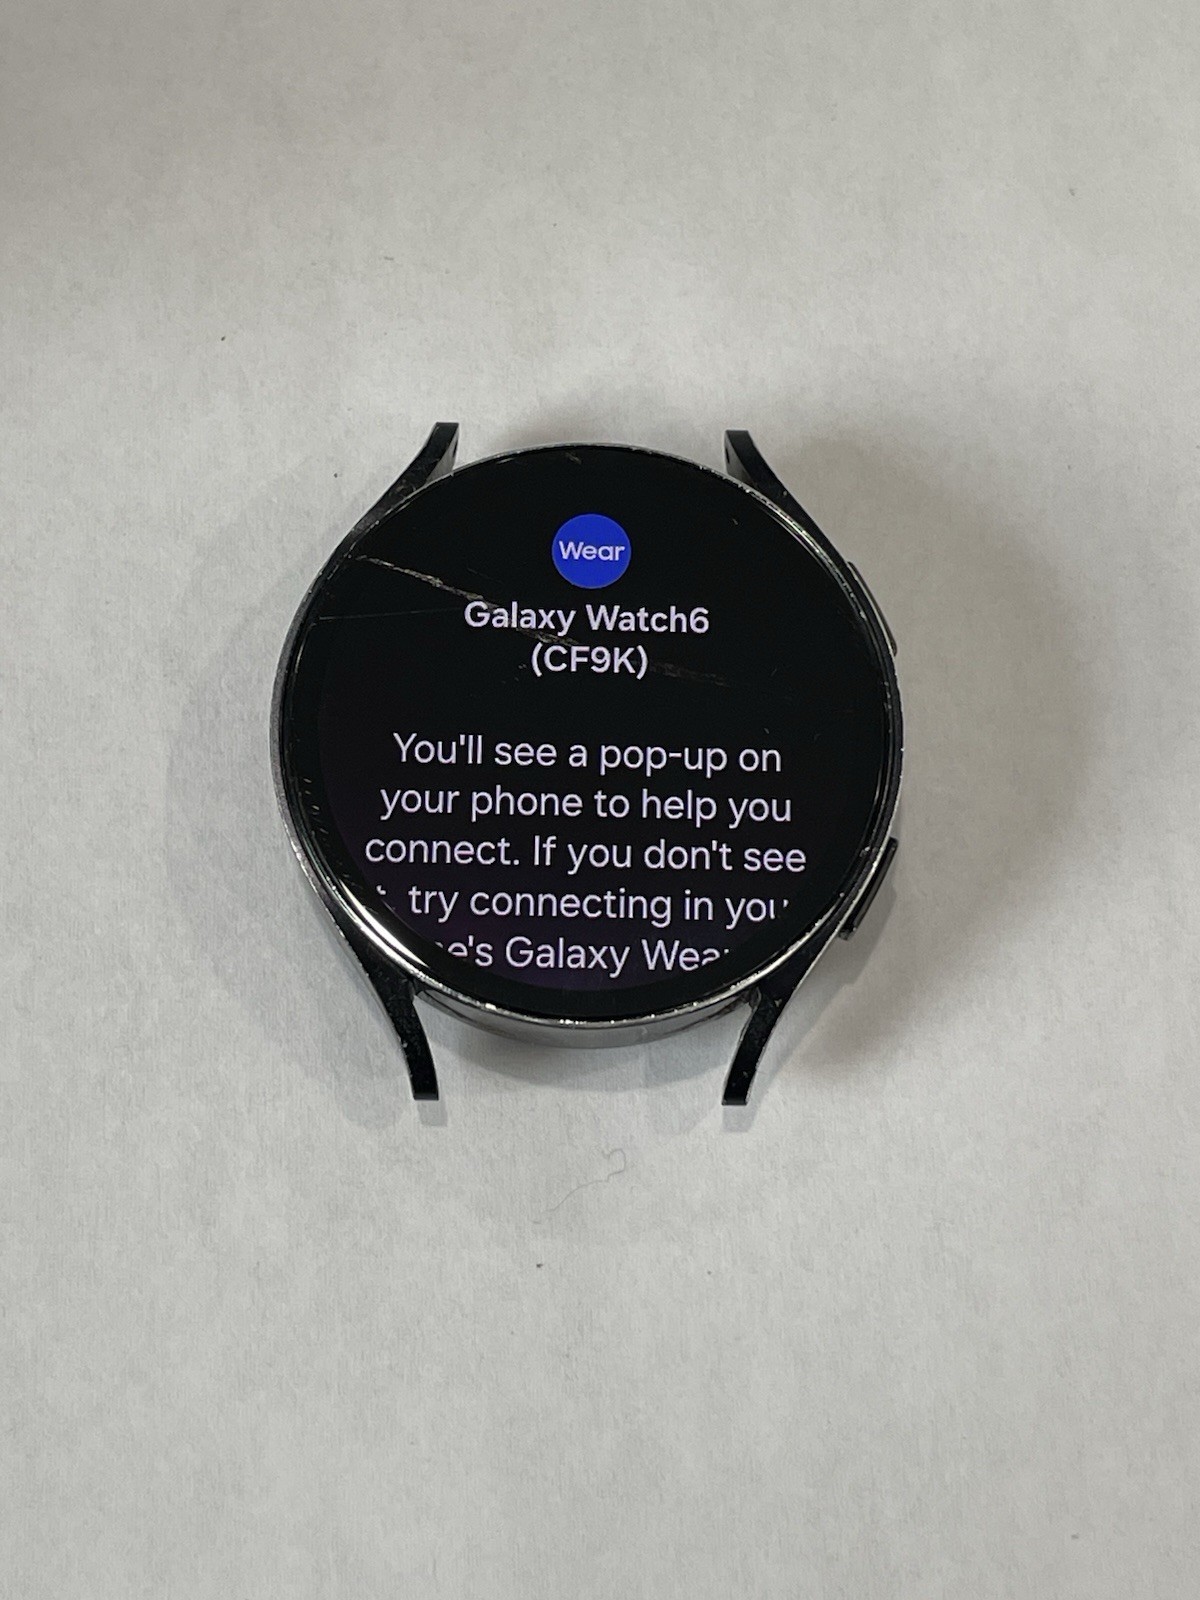 Wear
Galaxy Watch6
(CF9K)
You'll see a pop-up on
your phone to help you
connect. If you don't see
try connecting in you
Galaxy